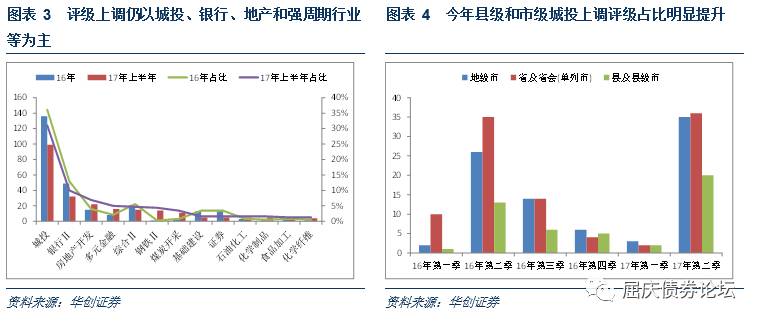 图表 3 评级上调仍以城投、银行、地产和强周期行业
等为主
16年 17年上半年 16年占比 17年上半年占比
160
140
120
100
80
60
40
20
0
40%
35%
30%
25%
20%
15%
10%
5%
0%
城投
银行Ⅱ
房地产开发
多元金融
综合Ⅱ
钢铁Ⅱ
煤炭开采
基础建设
证券
石油化工
化学制品
食品加工
化学纤维
资料来源：华创证券
图表 4 今年县级和市级城投上调评级占比明显提升
地级市 省及省会(单列市) 县及县级市
40
35
30
25
20
15
10
5
0
16年第一季 16年第二季 16年第三季 16年第四季 17年第一季 17年第二季
资料来源：华创证券
屈庆债券论坛